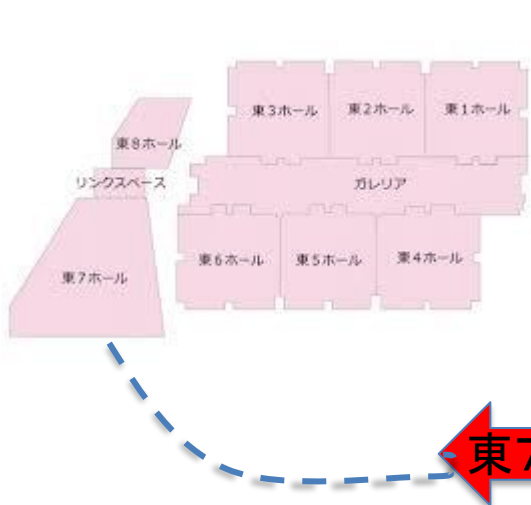 東3ホール
東2ホール
東1ホール
東8ホール
リンクスペース
ガレリア
東6ホール
東5ホール
東4ホール
東7ホール
東7